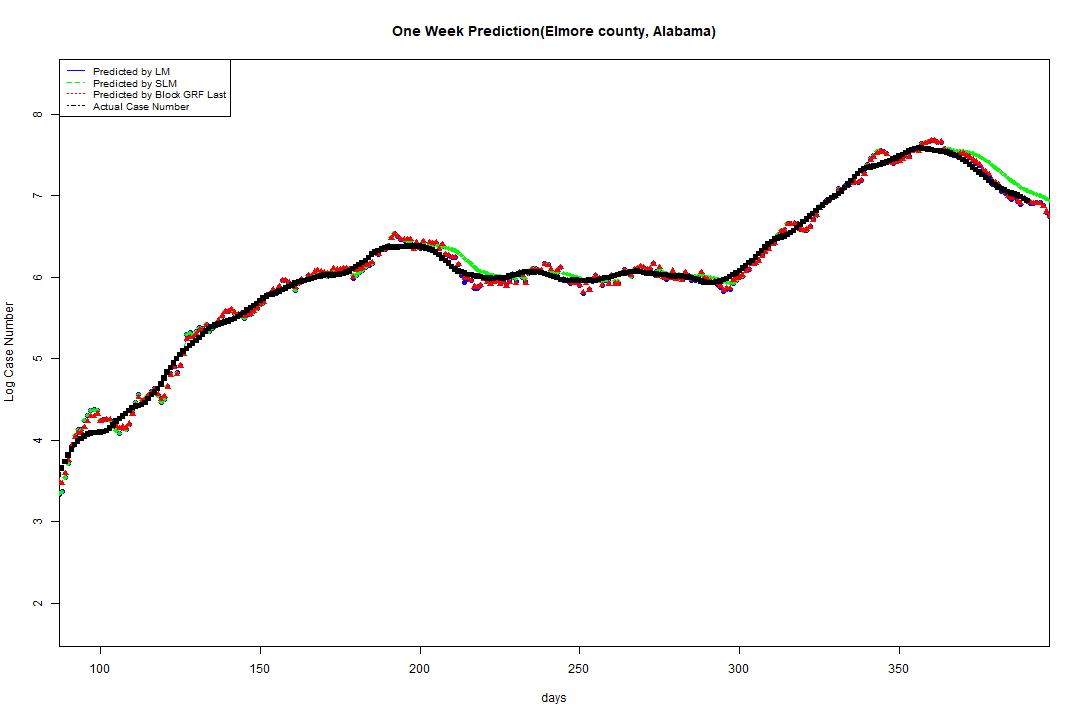 One Week Prediction(Elmore county, Alabama)
Predicted by LM
Predicted by SLM
Predicted by Block GRF Last
Actual Case Number
8
7
6
5
4
3
2
Log Case Number
100 150 200 250 300 350
days